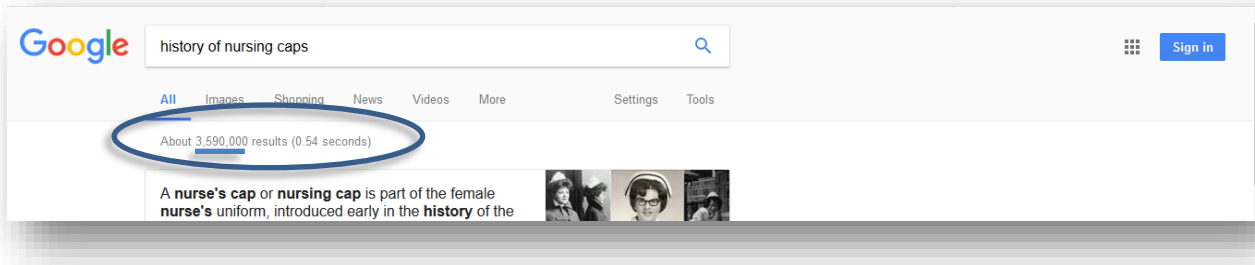 Google
history of nursing caps
Sign in
All Images Shopping News Videos More Settings Tools
About 3,590,000 results (0.54 seconds)
A nurse's cap or nursing cap is part of the female
nurse's uniform, introduced early in the history of the